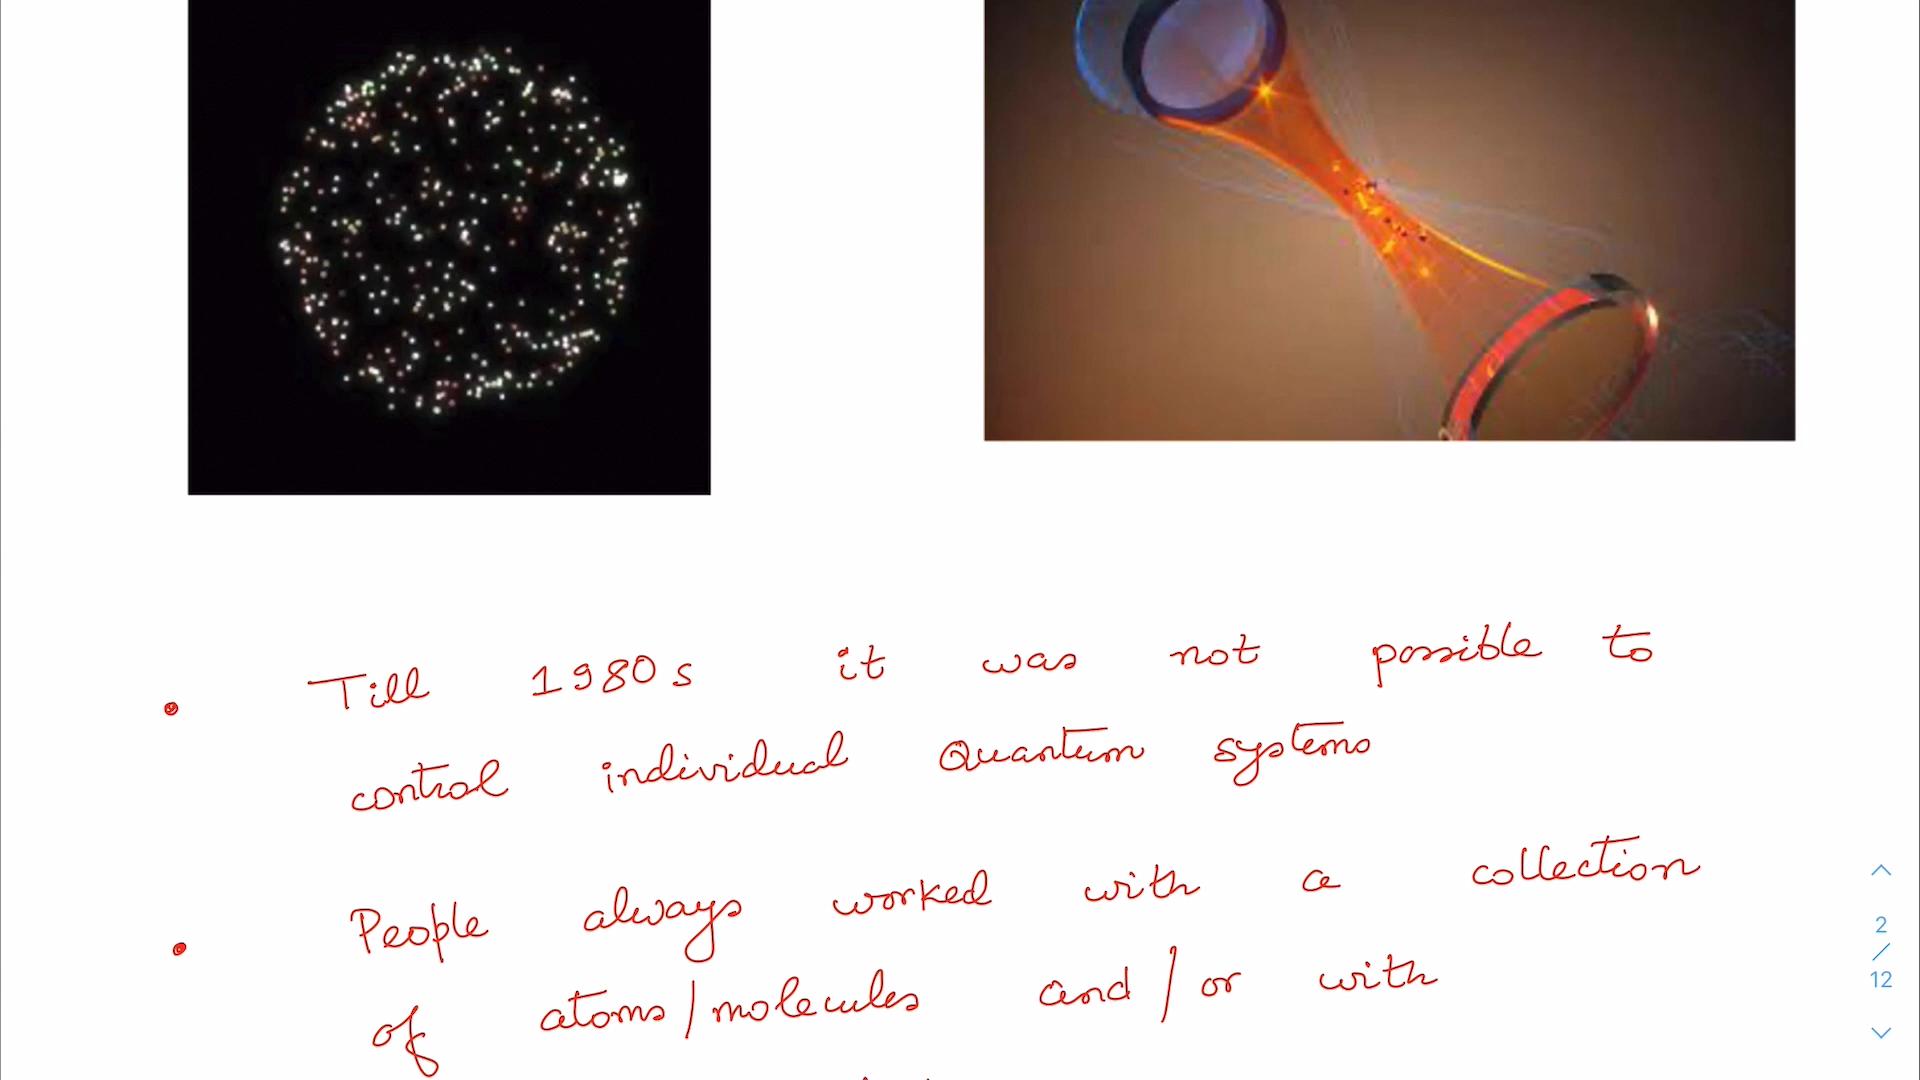 • Till 1980s it was not possible to
control individual Quantum systems
• People always worked with a collection
of atoms/molecules and/or with
2
/
12